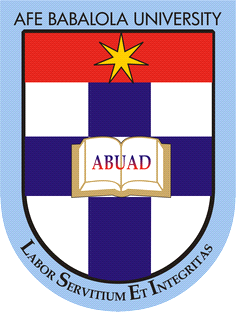 AFE BABALOLA UNIVERSITY
ABUAD
LABOR SERVITIUM ET INTEGRITAS